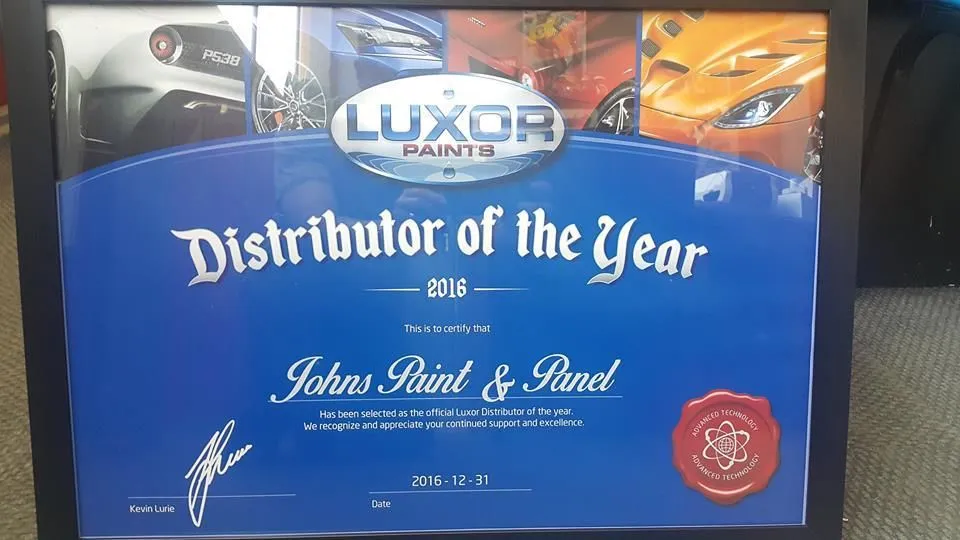 P538
LUXOR
PAINTS
Distributor of the Year
2016
This is to certify that
Johns Paint & Panel
Has been selected as the official Luxor Distributor of the year.
We recognize and appreciate your continued support and excellence.
ADVANCED TECHNOLOGY
ADVANCED TECHNOLOGY
2016 - 12 - 31
Kevin Lurie
Date